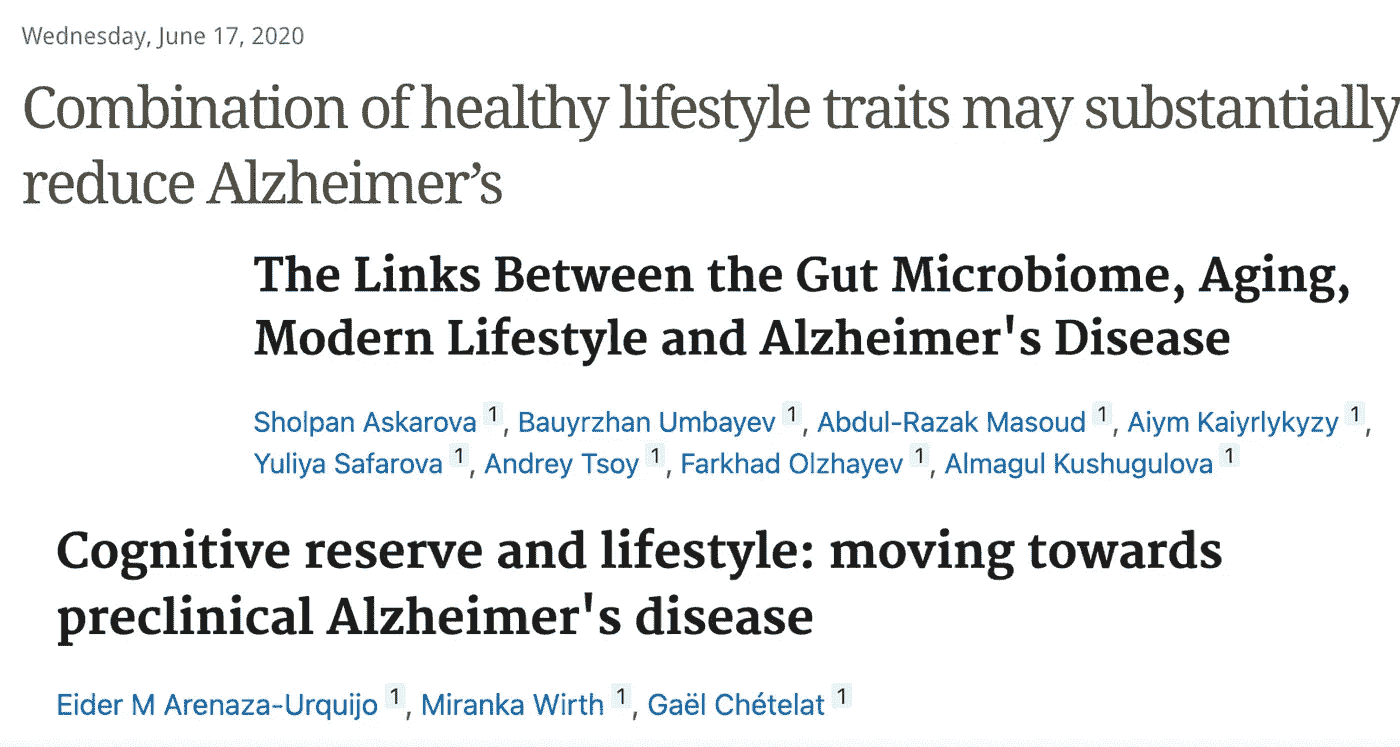 Wednesday, June 17, 2020
Combination of healthy lifestyle traits may substantially
reduce Alzheimer’s
The Links Between the Gut Microbiome, Aging,
Modern Lifestyle and Alzheimer's Disease
Sholpan Askarova 1, Bauyrzhan Umbayev 1, Abdul-Razak Masoud 1, Aiym Kaiyrlykyzy 1,
Yuliya Safarova 1, Andrey Tsoy 1, Farkhad Olzhayev 1, Almagul Kushugulova 1
Cognitive reserve and lifestyle: moving towards
preclinical Alzheimer's disease
Eider M Arenaza-Urquijo 1, Miranka Wirth 1, Gaël Chételat 1